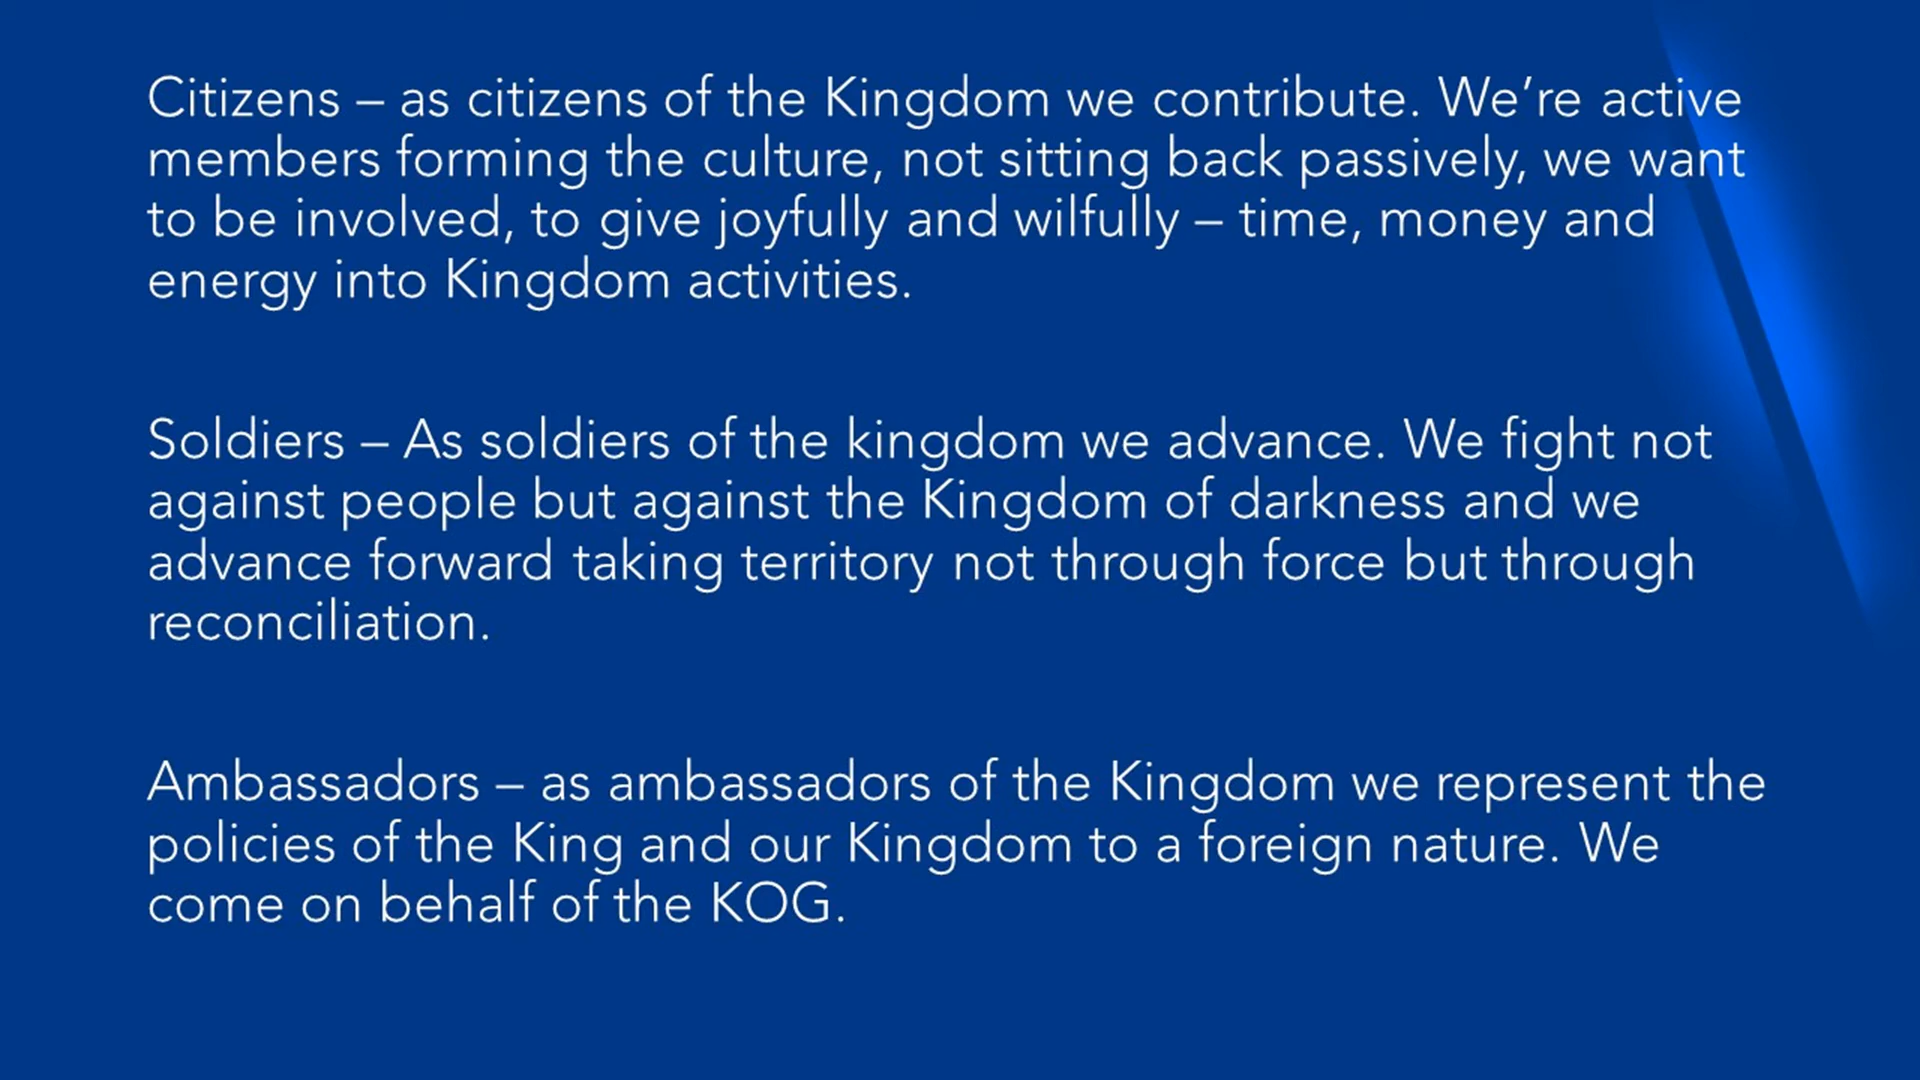 Citizens – as citizens of the Kingdom we contribute. We’re active
members forming the culture, not sitting back passively, we want
to be involved, to give joyfully and wilfully – time, money and
energy into Kingdom activities.
Soldiers – As soldiers of the kingdom we advance. We fight not
against people but against the Kingdom of darkness and we
advance forward taking territory not through force but through
reconciliation.
Ambassadors – as ambassadors of the Kingdom we represent the
policies of the King and our Kingdom to a foreign nature. We
come on behalf of the KOG.